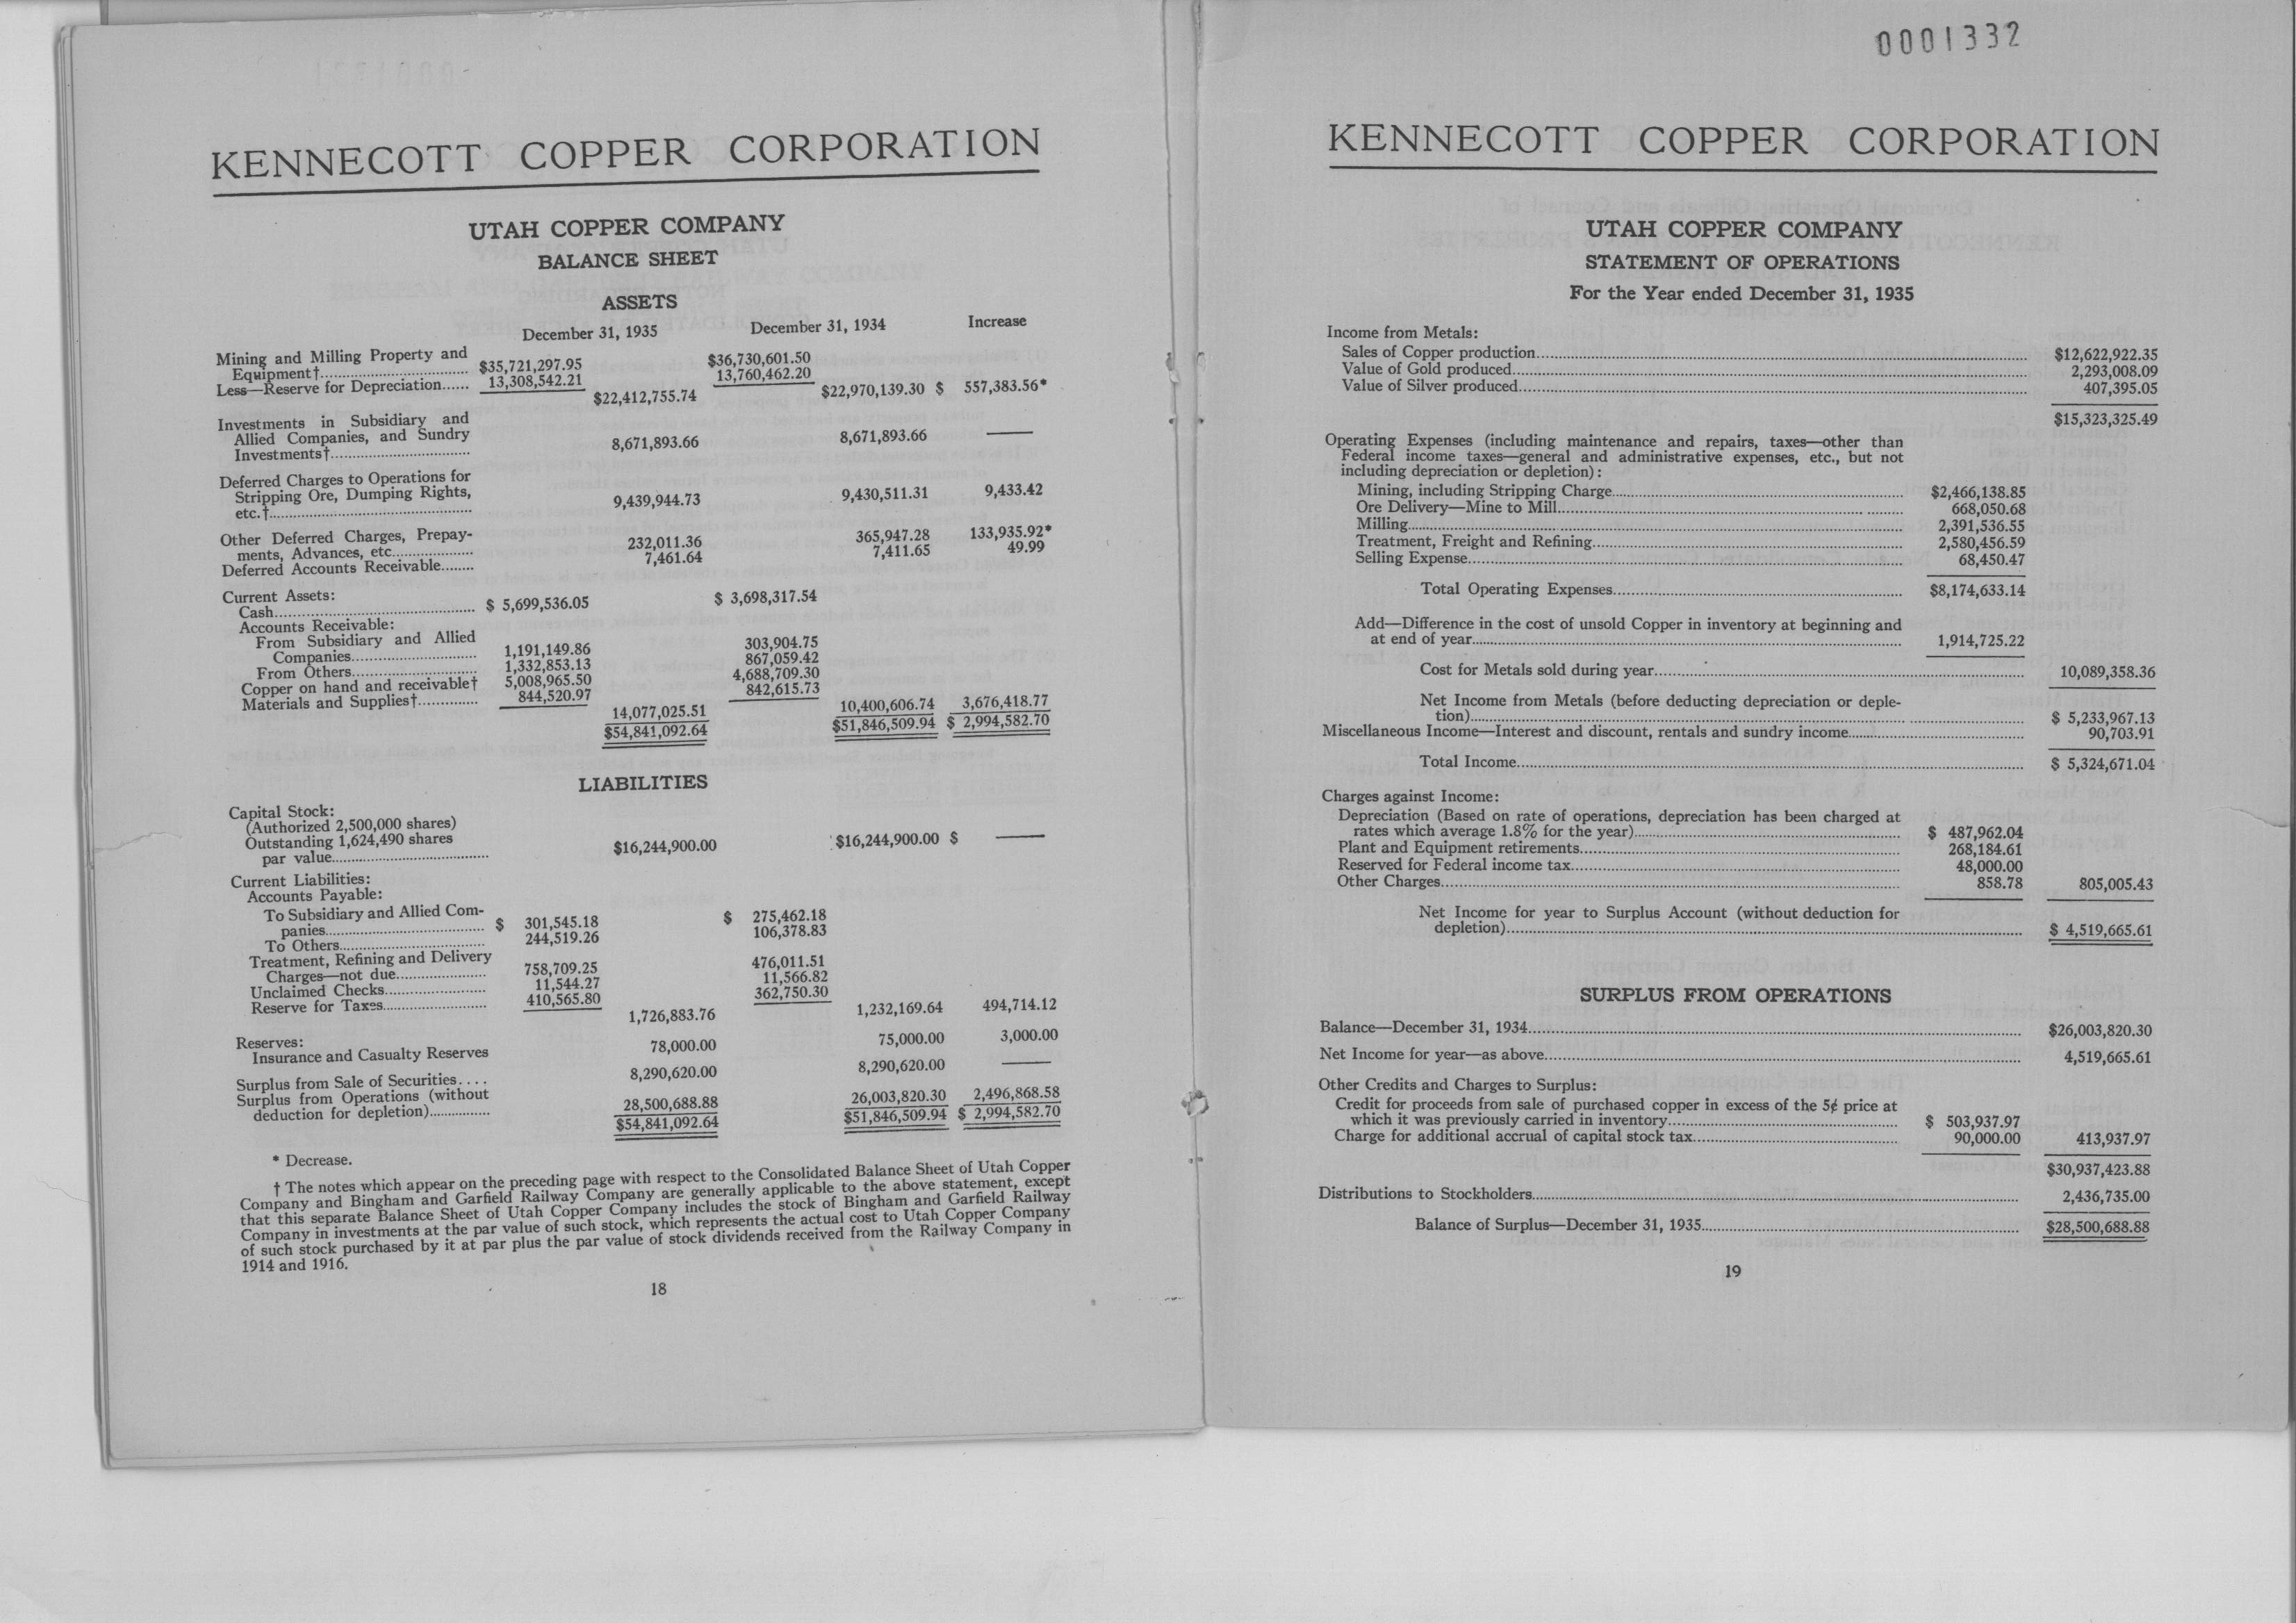 0001332
KENNECOTT COPPER CORPORATION
UTAH COPPER COMPANY
BALANCE SHEET
ASSETS
December 31, 1935 December 31, 1934 Increase
Mining and Milling Property and
Equipment†........ $35,721,297.95 $36,730,601.50
Less—Reserve for Depreciation...... 13,308,542.21 13,760,462.20
$22,412,755.74 $22,970,139.30 $ 557,383.56*
Investments in Subsidiary and
Allied Companies, and Sundry
Investments†........ 8,671,893.66 8,671,893.66 ——
Deferred Charges to Operations for
Stripping Ore, Dumping Rights,
etc.†........ 9,439,944.73 9,430,511.31 9,433.42
Other Deferred Charges, Prepay-
ments, Advances, etc........ 232,011.36 365,947.28 133,935.92*
Deferred Accounts Receivable........ 7,461.64 7,411.65 49.99
Current Assets:
Cash........ $ 5,699,536.05 $ 3,698,317.54
Accounts Receivable:
From Subsidiary and Allied
Companies........ 1,191,149.86 303,904.75
From Others........ 1,332,853.13 867,059.42
Copper on hand and receivable† 5,008,965.50 4,688,709.30
Materials and Supplies†........ 844,520.97 842,615.73
14,077,025.51 10,400,606.74 3,676,418.77
$54,841,092.64 $51,846,509.94 $ 2,994,582.70
LIABILITIES
Capital Stock:
(Authorized 2,500,000 shares)
Outstanding 1,624,490 shares
par value........ $16,244,900.00 $16,244,900.00 $ ——
Current Liabilities:
Accounts Payable:
To Subsidiary and Allied Com-
panies........ $ 301,545.18 $ 275,462.18
To Others........ 244,519.26 106,378.83
Treatment, Refining and Delivery
Charges—not due........ 758,709.25 476,011.51
Unclaimed Checks........ 11,544.27 11,566.82
Reserve for Taxes........ 410,565.80 362,750.30
1,726,883.76 1,232,169.64 494,714.12
Reserves:
Insurance and Casualty Reserves 78,000.00 75,000.00 3,000.00
Surplus from Sale of Securities.... 8,290,620.00 8,290,620.00 ——
Surplus from Operations (without
deduction for depletion)........ 28,500,688.88 26,003,820.30 2,496,868.58
$54,841,092.64 $51,846,509.94 $ 2,994,582.70
* Decrease.
† The notes which appear on the preceding page with respect to the Consolidated Balance Sheet of Utah Copper
Company and Bingham and Garfield Railway Company are generally applicable to the above statement, except
that this separate Balance Sheet of Utah Copper Company includes the stock of Bingham and Garfield Railway
Company in investments at the par value of such stock, which represents the actual cost to Utah Copper Company
of such stock purchased by it at par plus the par value of stock dividends received from the Railway Company in
1914 and 1916.
18
KENNECOTT COPPER CORPORATION
UTAH COPPER COMPANY
STATEMENT OF OPERATIONS
For the Year ended December 31, 1935
Income from Metals:
Sales of Copper production........ $12,622,922.35
Value of Gold produced........ 2,293,008.09
Value of Silver produced........ 407,395.05
$15,323,325.49
Operating Expenses (including maintenance and repairs, taxes—other than
Federal income taxes—general and administrative expenses, etc., but not
including depreciation or depletion):
Mining, including Stripping Charge........ $2,466,138.85
Ore Delivery—Mine to Mill........ 668,050.68
Milling........ 2,391,536.55
Treatment, Freight and Refining........ 2,580,456.59
Selling Expense........ 68,450.47
Total Operating Expenses........ $8,174,633.14
Add—Difference in the cost of unsold Copper in inventory at beginning and
at end of year........ 1,914,725.22
Cost for Metals sold during year........ 10,089,358.36
Net Income from Metals (before deducting depreciation or deple-
tion)........ $ 5,233,967.13
Miscellaneous Income—Interest and discount, rentals and sundry income........ 90,703.91
Total Income........ $ 5,324,671.04
Charges against Income:
Depreciation (Based on rate of operations, depreciation has been charged at
rates which average 1.8% for the year)........ $ 487,962.04
Plant and Equipment retirements........ 268,184.61
Reserved for Federal income tax........ 48,000.00
Other Charges........ 858.78 805,005.43
Net Income for year to Surplus Account (without deduction for
depletion)........ $ 4,519,665.61
SURPLUS FROM OPERATIONS
Balance—December 31, 1934........ $26,003,820.30
Net Income for year—as above........ 4,519,665.61
Other Credits and Charges to Surplus:
Credit for proceeds from sale of purchased copper in excess of the 5¢ price at
which it was previously carried in inventory........ $ 503,937.97
Charge for additional accrual of capital stock tax........ 90,000.00 413,937.97
$30,937,423.88
Distributions to Stockholders........ 2,436,735.00
Balance of Surplus—December 31, 1935........ $28,500,688.88
19